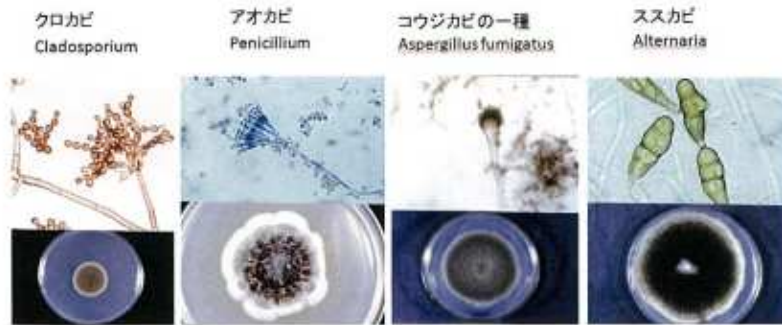 クロカビ
Cladosporium
アオカビ
Penicillium
コウジカビの一種
Aspergillus fumigatus
ススカビ
Alternaria